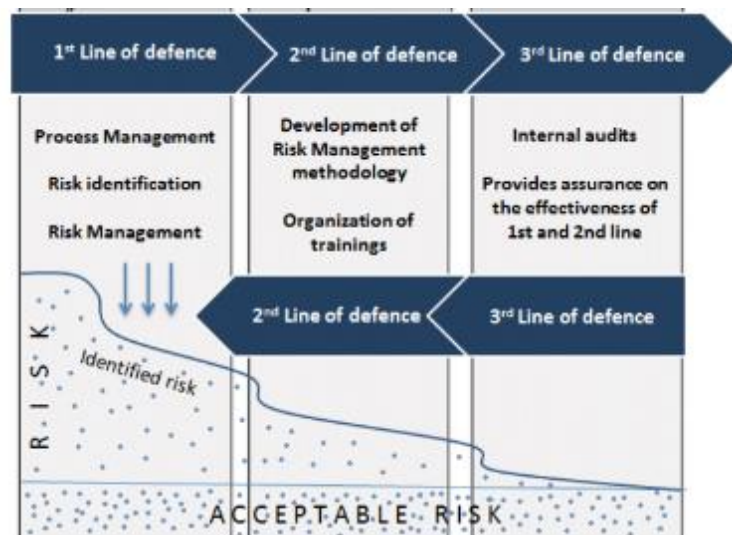 1st Line of defence
2nd Line of defence
3rd Line of defence
Process Management
Risk identification
Risk Management
Development of
Risk Management
methodology
Organization of
trainings
Internal audits
Provides assurance on
the effectiveness of
1st and 2nd line
2nd Line of defence
3rd Line of defence
RISK
Identified risk
ACCEPTABLE RISK